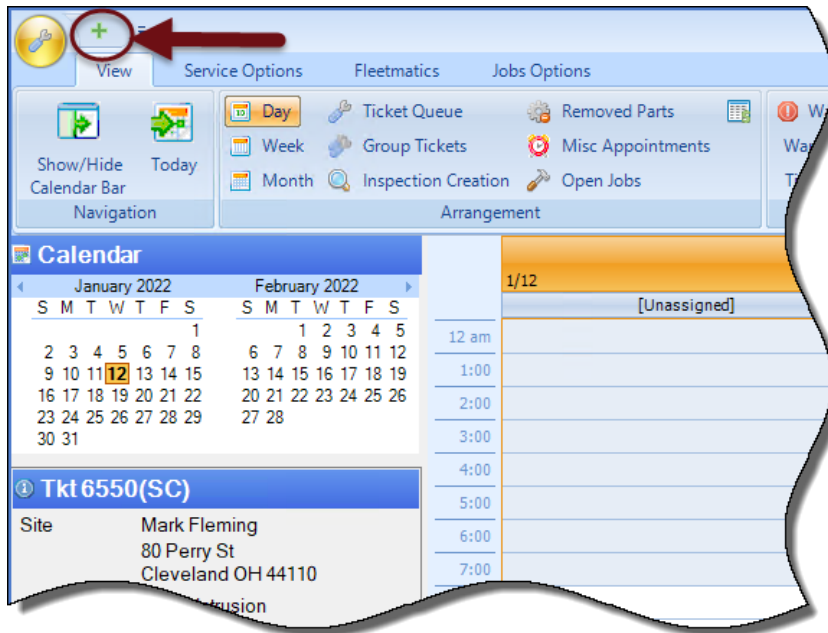 View Service Options Fleetmatics Jobs Options
Day Ticket Queue Removed Parts
Show/Hide Calendar Bar Today Week Group Tickets Misc Appointments
Month Inspection Creation Open Jobs
Navigation Arrangement
Calendar
January 2022 February 2022
S M T W T F S S M T W T F S
1 1 2 3 4 5
2 3 4 5 6 7 8 6 7 8 9 10 11 12
9 10 11 12 13 14 15 13 14 15 16 17 18 19
16 17 18 19 20 21 22 20 21 22 23 24 25 26
23 24 25 26 27 28 29 27 28
30 31
Tkt 6550(SC)
Site Mark Fleming
80 Perry St
Cleveland OH 44110
1/12
[Unassigned]
12 am
1:00
2:00
3:00
4:00
5:00
6:00
7:00